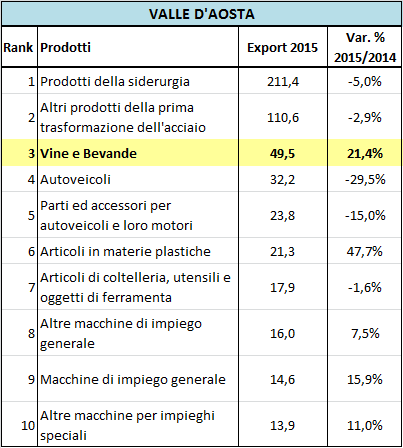 VALLE D'AOSTA
Rank Prodotti Export 2015 Var. % 2015/2014
1 Prodotti della siderurgia 211,4 -5,0%
2 Altri prodotti della prima trasformazione dell'acciaio 110,6 -2,9%
3 Vine e Bevande 49,5 21,4%
4 Autoveicoli 32,2 -29,5%
5 Parti ed accessori per autoveicoli e loro motori 23,8 -15,0%
6 Articoli in materie plastiche 21,3 47,7%
7 Articoli di coltelleria, utensili e oggetti di ferramenta 17,9 -1,6%
8 Altre macchine di impiego generale 16,0 7,5%
9 Macchine di impiego generale 14,6 15,9%
10 Altre macchine per impieghi speciali 13,9 11,0%